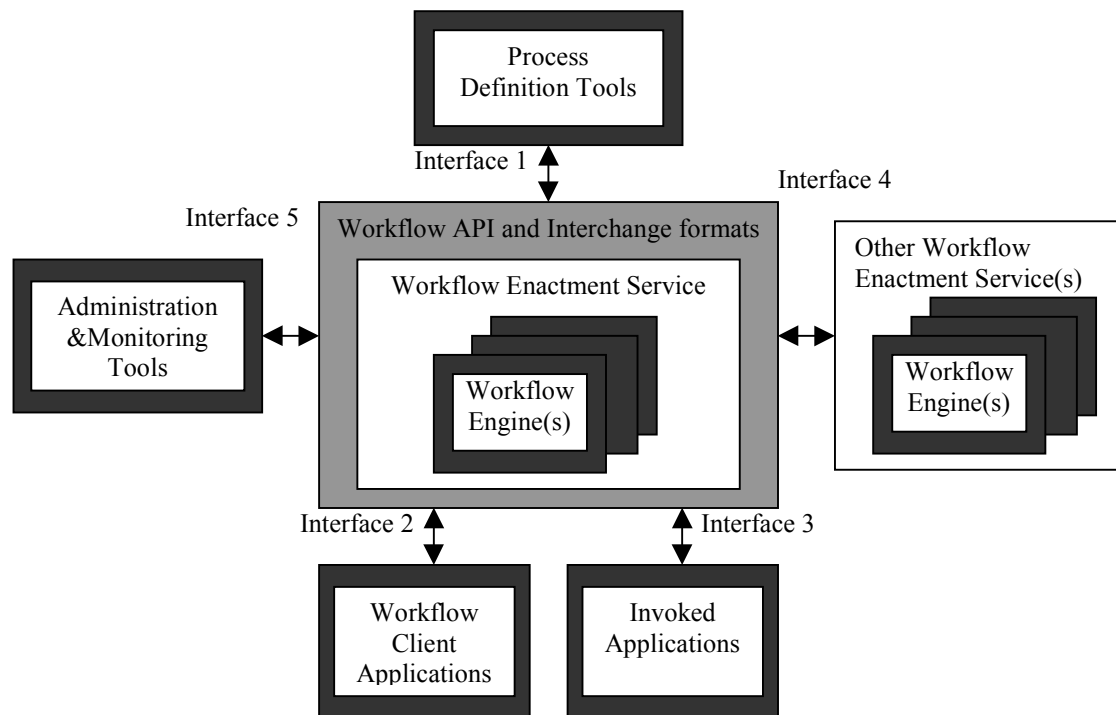 Process
Definition Tools
Interface 1
Interface 4
Interface 5
Workflow API and Interchange formats
Workflow Enactment Service
Workflow
Engine(s)
Other Workflow
Enactment Service(s)
Workflow
Engine(s)
Administration
&Monitoring
Tools
Interface 2
Interface 3
Workflow
Client
Applications
Invoked
Applications